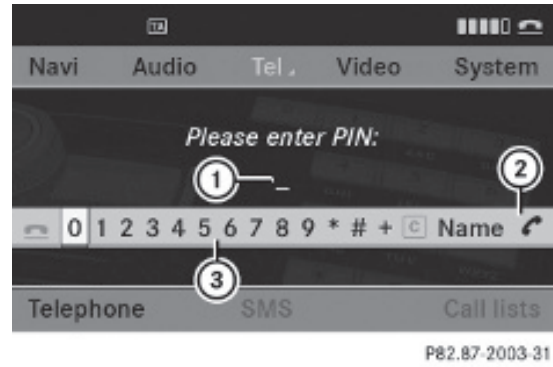 TA
Navi Audio Tel Video System
Please enter PIN:
1 _
2
0 1 2 3 4 5 6 7 8 9 * # + C Name
3
Telephone SMS Call lists
P82.87-2003-31